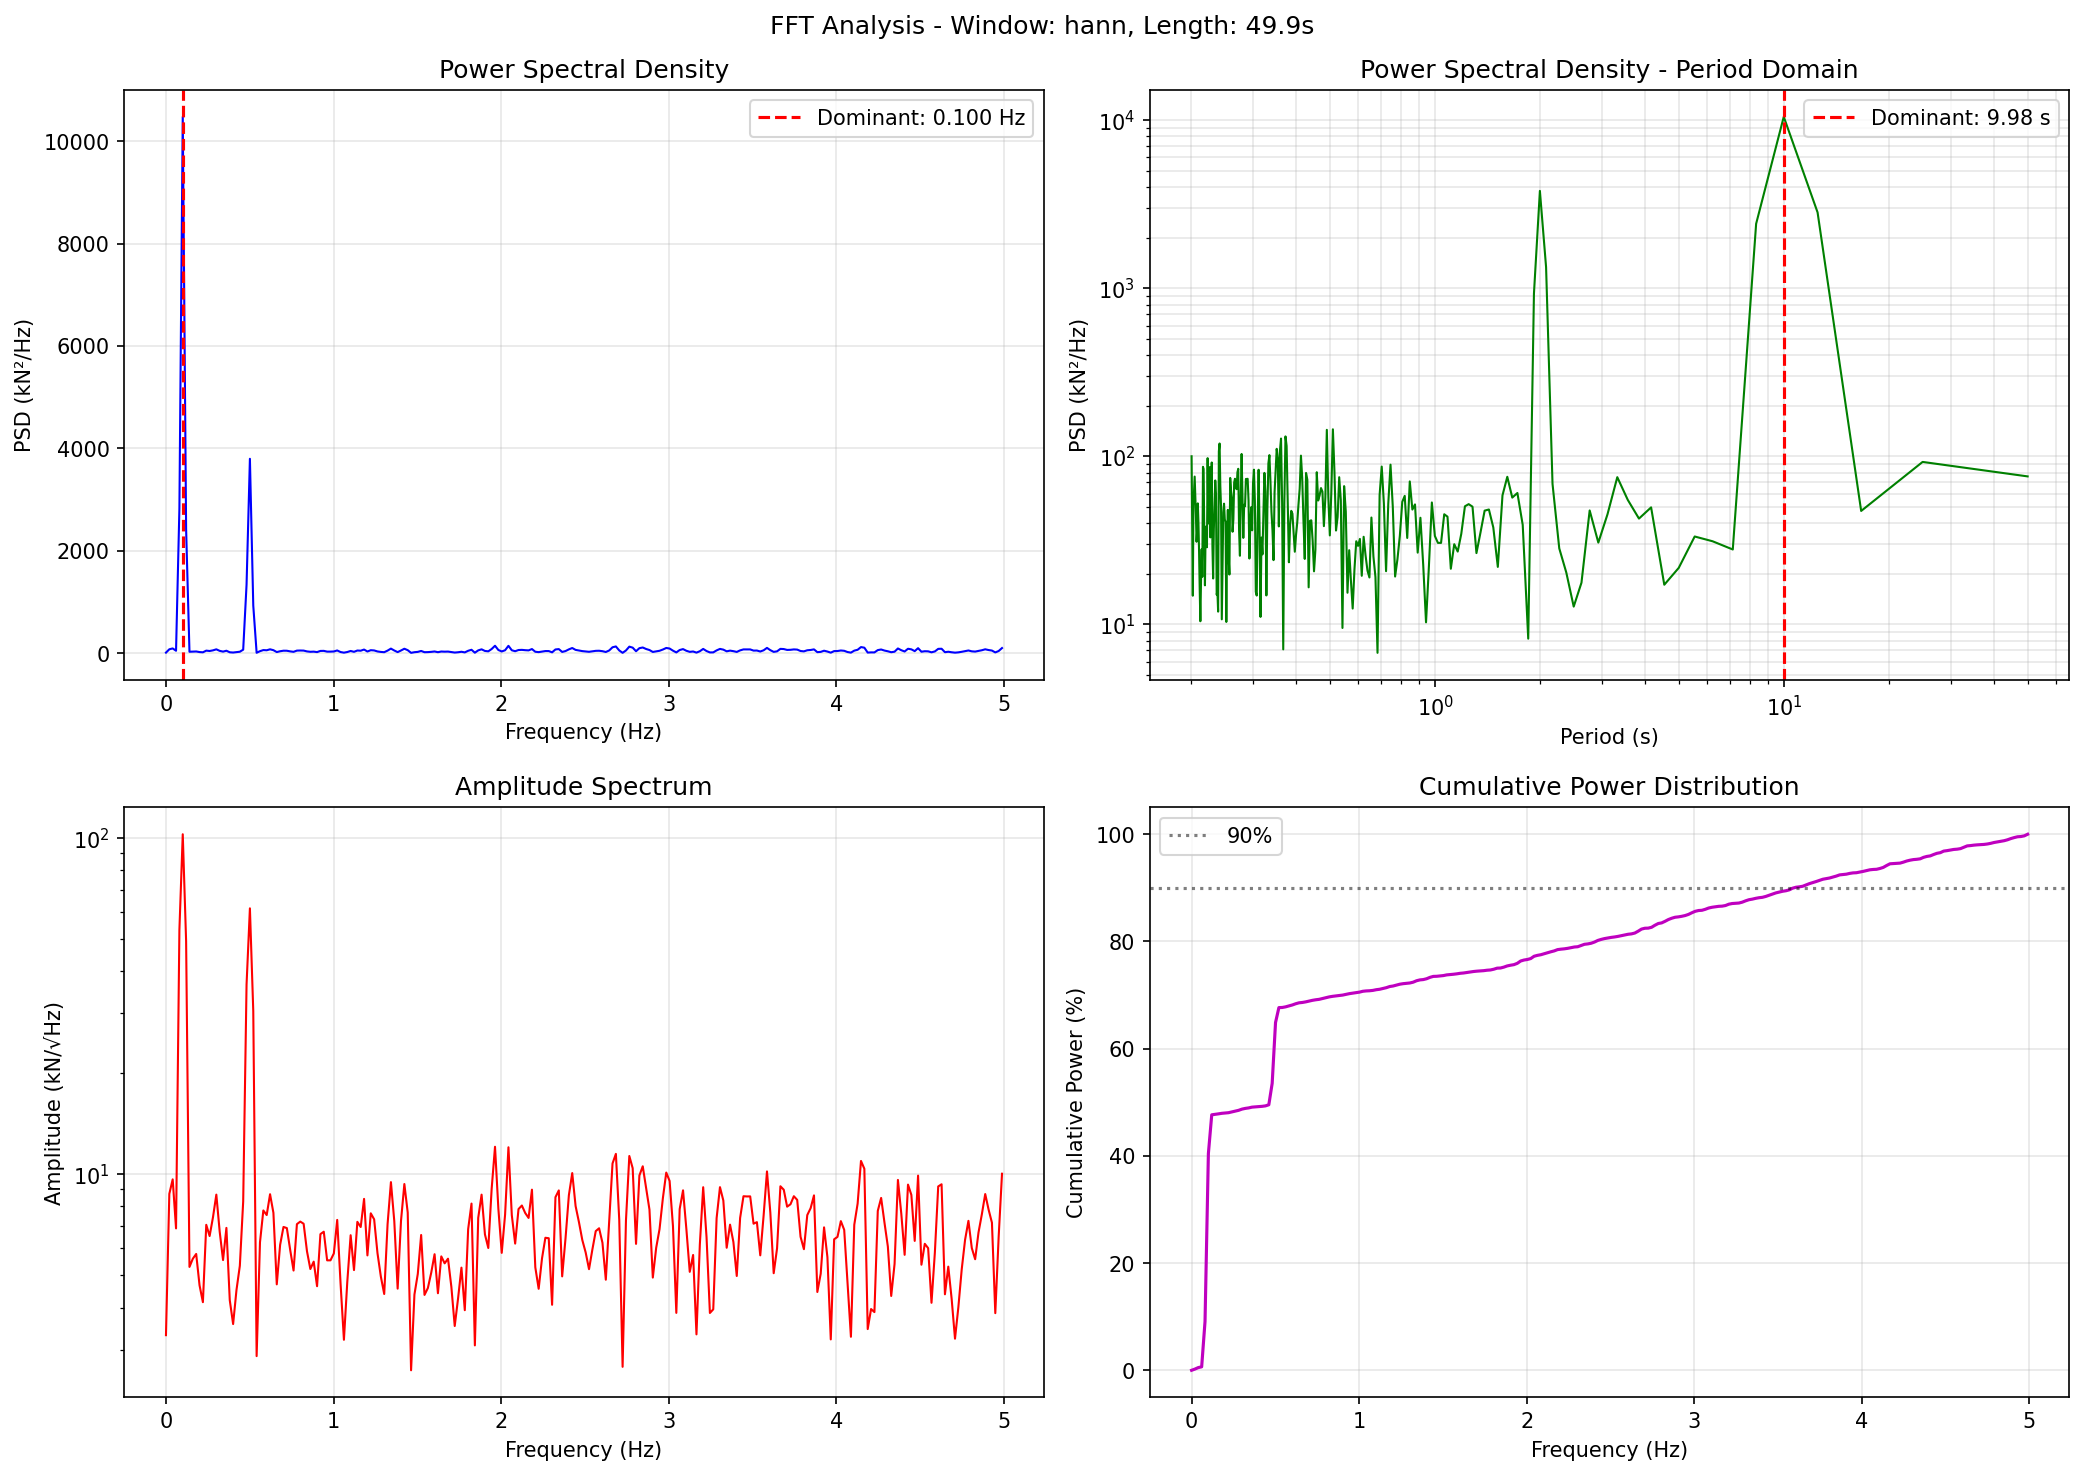 FFT Analysis - Window: hann, Length: 49.9s
Power Spectral Density
10000
8000
6000
4000
2000
0
PSD (kN²/Hz)
Dominant: 0.100 Hz
0 1 2 3 4 5
Frequency (Hz)
Power Spectral Density - Period Domain
10⁴
10³
10²
10¹
PSD (kN²/Hz)
Dominant: 9.98 s
10⁰ 10¹
Period (s)
Amplitude Spectrum
10²
10¹
Amplitude (kN/√Hz)
0 1 2 3 4 5
Frequency (Hz)
Cumulative Power Distribution
100
80
60
40
20
0
Cumulative Power (%)
90%
0 1 2 3 4 5
Frequency (Hz)